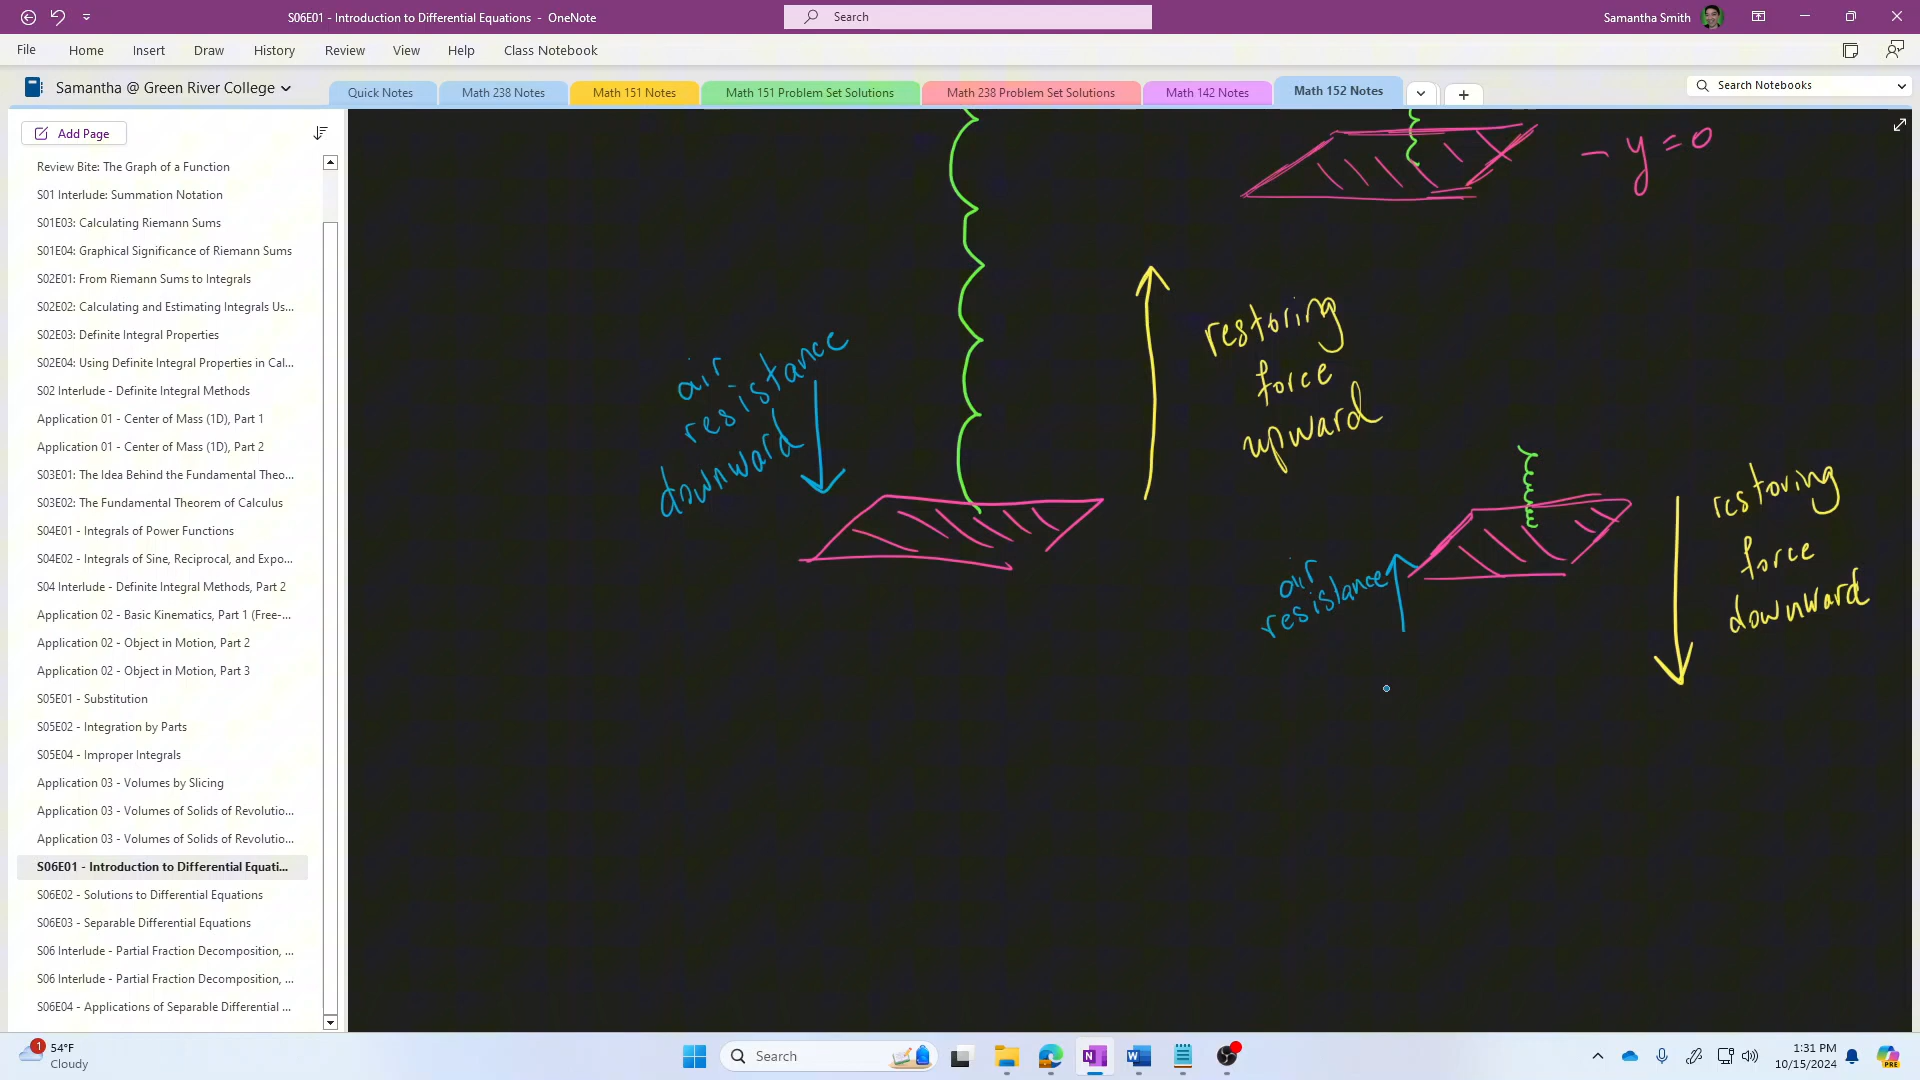 S06E01 - Introduction to Differential Equations - OneNote
Search
Samantha Smith
File Home Insert Draw History Review View Help Class Notebook
Samantha @ Green River College
Quick Notes Math 238 Notes Math 151 Notes Math 151 Problem Set Solutions Math 238 Problem Set Solutions Math 142 Notes Math 152 Notes
Search Notebooks
Add Page
Review Bite: The Graph of a Function
S01 Interlude: Summation Notation
S01E03: Calculating Riemann Sums
S01E04: Graphical Significance of Riemann Sums
S02E01: From Riemann Sums to Integrals
S02E02: Calculating and Estimating Integrals Us...
S02E03: Definite Integral Properties
S02E04: Using Definite Integral Properties in Cal...
S02 Interlude - Definite Integral Methods
Application 01 - Center of Mass (1D), Part 1
Application 01 - Center of Mass (1D), Part 2
S03E01: The Idea Behind the Fundamental Theo...
S03E02: The Fundamental Theorem of Calculus
S04E01 - Integrals of Power Functions
S04E02 - Integrals of Sine, Reciprocal, and Expo...
S04 Interlude - Definite Integral Methods, Part 2
Application 02 - Basic Kinematics, Part 1 (Free-...
Application 02 - Object in Motion, Part 2
Application 02 - Object in Motion, Part 3
S05E01 - Substitution
S05E02 - Integration by Parts
S05E04 - Improper Integrals
Application 03 - Volumes by Slicing
Application 03 - Volumes of Solids of Revolutio...
Application 03 - Volumes of Solids of Revolutio...
S06E01 - Introduction to Differential Equati...
S06E02 - Solutions to Differential Equations
S06E03 - Separable Differential Equations
S06 Interlude - Partial Fraction Decomposition, ...
S06 Interlude - Partial Fraction Decomposition, ...
S06E04 - Applications of Separable Differential ...
- y = 0
air
resistance
downward
restoring
force
upward
air
resistance
restoring
force
downward
1
54°F
Cloudy
Search
1:31 PM
10/15/2024
PRE